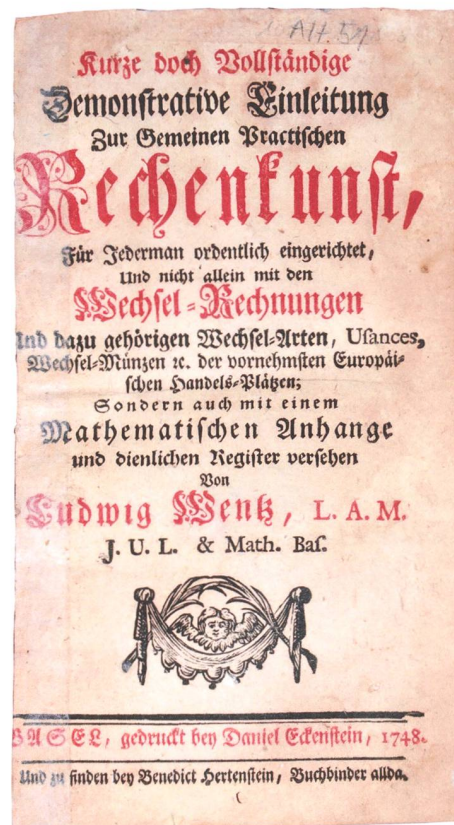 AH. 59
Kurze doch Vollständige
Demonstrative Einleitung
Zur Gemeinen Practischen
Rechenkunst,
Für Jederman ordentlich eingerichtet,
Und nicht allein mit den
Wechsel-Rechnungen
Und dazu gehörigen Wechsel-Arten, Usances,
Wechsel-Münzen ꝛc. der vornehmsten Europäi-
schen Handels-Plätzen;
Sondern auch mit einem
Mathematischen Anhange
und dienlichen Register versehen
Von
Ludwig Wentz, L. A. M.
J. U. L. & Math. Baſ.
BASEL, gedruckt bey Daniel Eckenstein, 1748.
Und zu finden bey Benedict Hertenstein, Buchbinder allda.